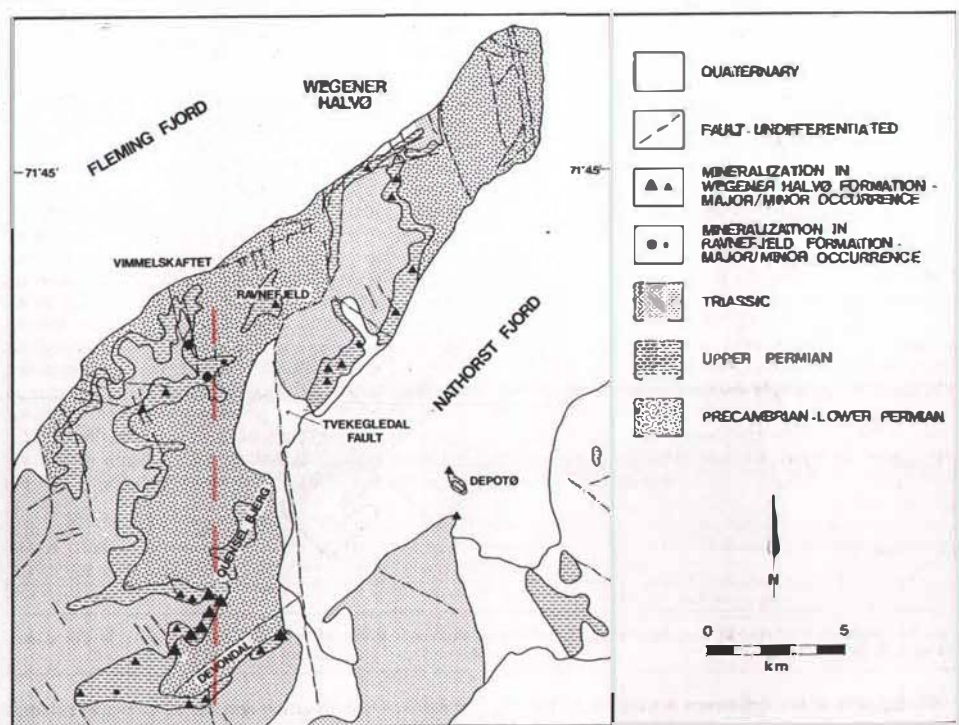 WEGENER
HALVØ
FLEMING FJORD
71°45'
71°45'
VIMMELSKAFTET
RAVNEFJELD
NATHORST FJORD
TVEKEGLEDAL
FAULT
DEPOTØ
QUENSEL BJERG
DEVONDAL
QUATERNARY
FAULT - UNDIFFERENTIATED
MINERALIZATION IN
WEGENER HALVØ FORMATION -
MAJOR/MINOR OCCURRENCE
MINERALIZATION IN
RAVNEFJELD FORMATION -
MAJOR/MINOR OCCURRENCE
TRIASSIC
UPPER PERMIAN
PRECAMBRIAN-LOWER PERMIAN
N
0 5
km